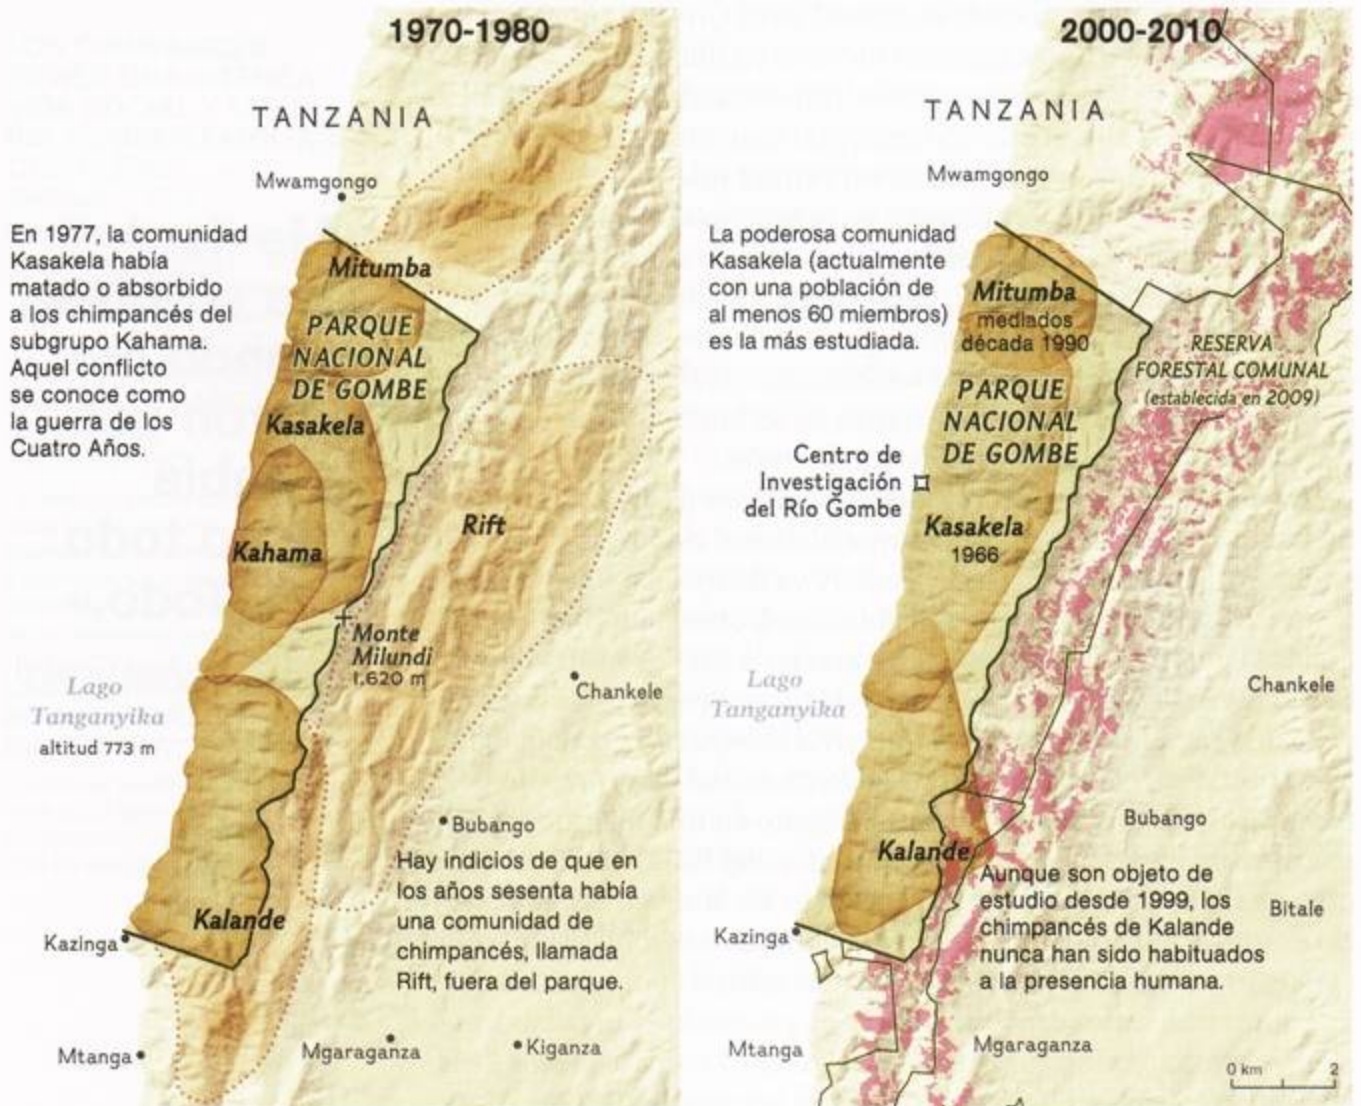 1970-1980
TANZANIA
Mwamgongo
En 1977, la comunidad
Kasakela había
matado o absorbido
a los chimpancés del
subgrupo Kahama.
Aquel conflicto
se conoce como
la guerra de los
Cuatro Años.
Mitumba
PARQUE
NACIONAL
DE GOMBE
Kasakela
Kahama
Rift
Monte
Milundi
1.620 m
Lago
Tanganyika
altitud 773 m
Chankele
Bubango
Hay indicios de que en
los años sesenta había
una comunidad de
chimpancés, llamada
Rift, fuera del parque.
Kalande
Kazinga
Mtanga
Mgaraganza
Kiganza
2000-2010
TANZANIA
Mwamgongo
La poderosa comunidad
Kasakela (actualmente
con una población de
al menos 60 miembros)
es la más estudiada.
Mitumba
mediados
década 1990
PARQUE
NACIONAL
DE GOMBE
RESERVA
FORESTAL COMUNAL
(establecida en 2009)
Centro de
Investigación
del Río Gombe
Kasakela
1966
Lago
Tanganyika
Chankele
Bubango
Kalande
Aunque son objeto de
estudio desde 1999, los
chimpancés de Kalande
nunca han sido habituados
a la presencia humana.
Bitale
Kazinga
Mtanga
Mgaraganza
0 km 2